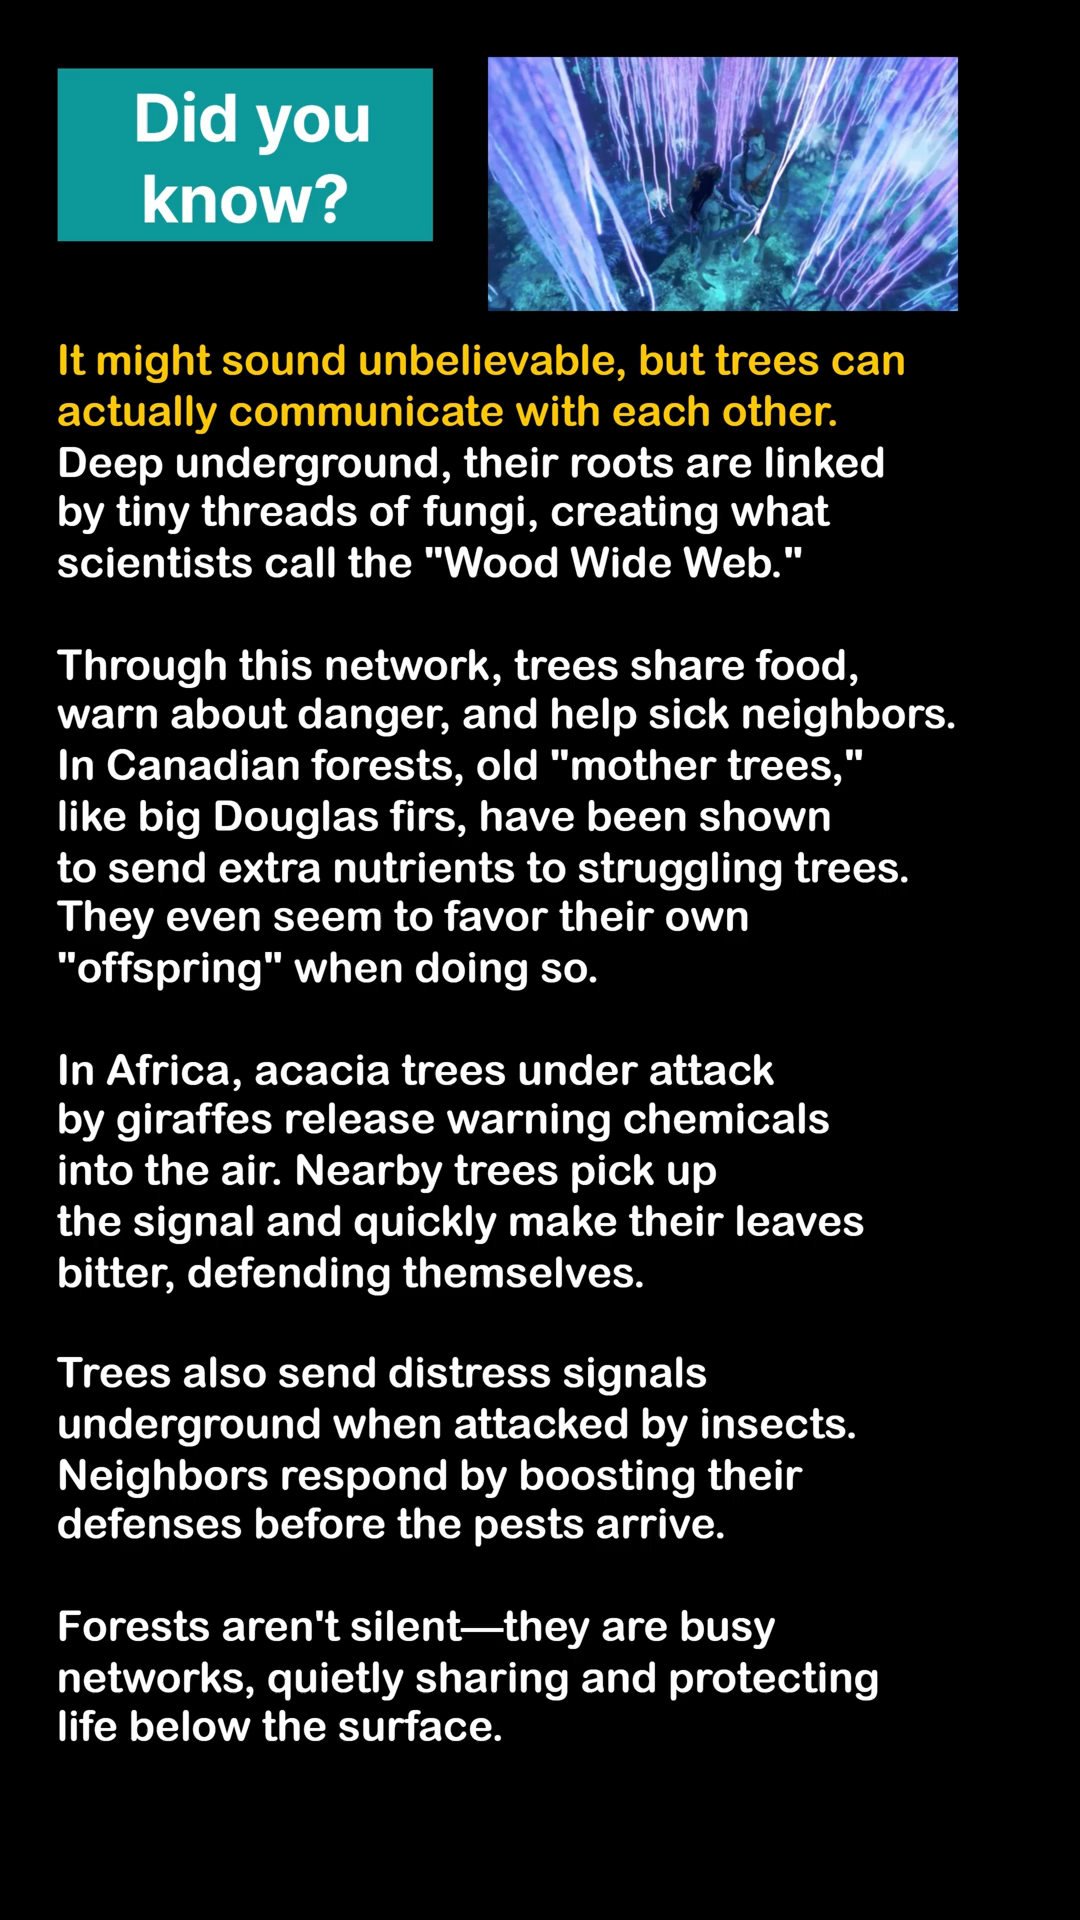 Did you
know?
It might sound unbelievable, but trees can
actually communicate with each other.
Deep underground, their roots are linked
by tiny threads of fungi, creating what
scientists call the "Wood Wide Web."
Through this network, trees share food,
warn about danger, and help sick neighbors.
In Canadian forests, old "mother trees,"
like big Douglas firs, have been shown
to send extra nutrients to struggling trees.
They even seem to favor their own
"offspring" when doing so.
In Africa, acacia trees under attack
by giraffes release warning chemicals
into the air. Nearby trees pick up
the signal and quickly make their leaves
bitter, defending themselves.
Trees also send distress signals
underground when attacked by insects.
Neighbors respond by boosting their
defenses before the pests arrive.
Forests aren't silent—they are busy
networks, quietly sharing and protecting
life below the surface.